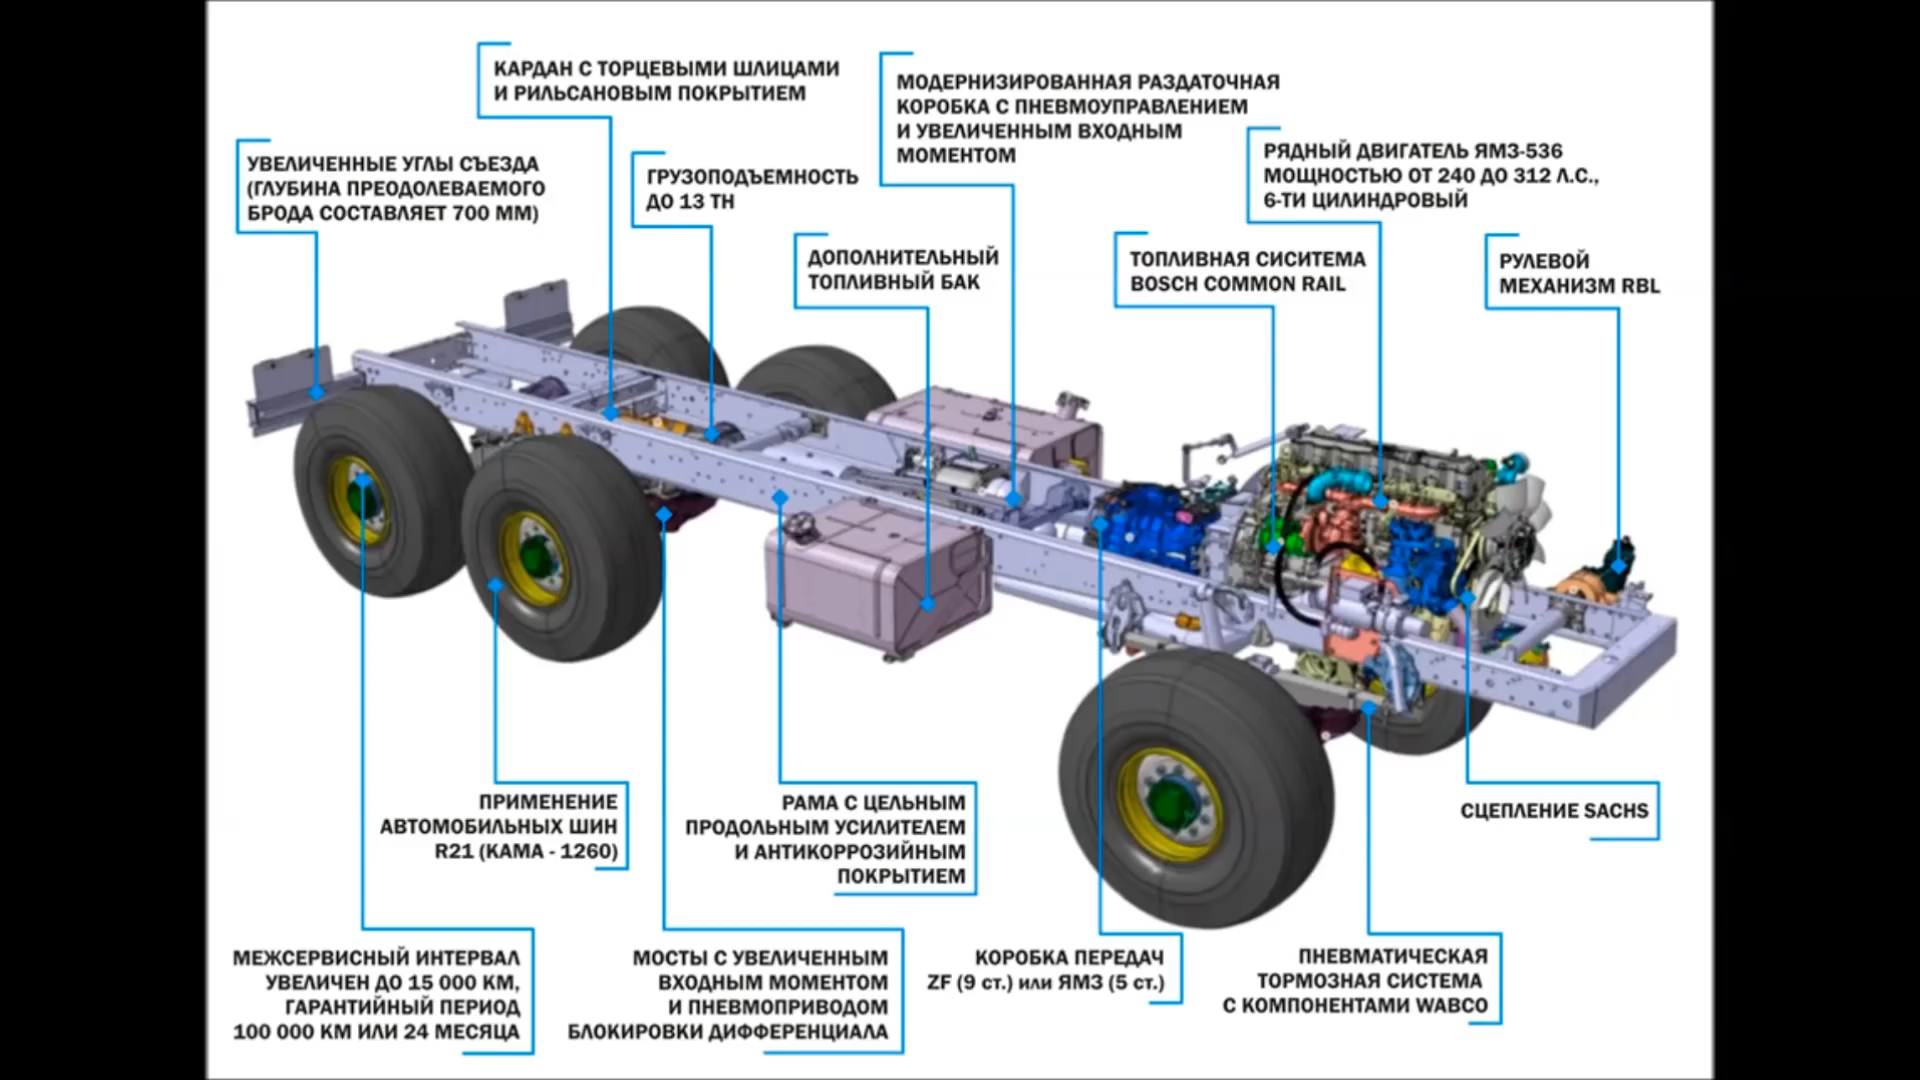 КАРДАН С ТОРЦЕВЫМИ ШЛИЦАМИ
И РИЛЬСАНОВЫМ ПОКРЫТИЕМ
МОДЕРНИЗИРОВАННАЯ РАЗДАТОЧНАЯ
КОРОБКА С ПНЕВМОУПРАВЛЕНИЕМ
И УВЕЛИЧЕННЫМ ВХОДНЫМ
МОМЕНТОМ
УВЕЛИЧЕННЫЕ УГЛЫ СЪЕЗДА
(ГЛУБИНА ПРЕОДОЛЕВАЕМОГО
БРОДА СОСТАВЛЯЕТ 700 ММ)
ГРУЗОПОДЪЕМНОСТЬ
ДО 13 ТН
РЯДНЫЙ ДВИГАТЕЛЬ ЯМЗ-536
МОЩНОСТЬЮ ОТ 240 ДО 312 Л.С.,
6-ТИ ЦИЛИНДРОВЫЙ
ДОПОЛНИТЕЛЬНЫЙ
ТОПЛИВНЫЙ БАК
ТОПЛИВНАЯ СИСИТЕМА
BOSCH COMMON RAIL
РУЛЕВОЙ
МЕХАНИЗМ RBL
ПРИМЕНЕНИЕ
АВТОМОБИЛЬНЫХ ШИН
R21 (КАМА - 1260)
РАМА С ЦЕЛЬНЫМ
ПРОДОЛЬНЫМ УСИЛИТЕЛЕМ
И АНТИКОРРОЗИЙНЫМ
ПОКРЫТИЕМ
СЦЕПЛЕНИЕ SACHS
МЕЖСЕРВИСНЫЙ ИНТЕРВАЛ
УВЕЛИЧЕН ДО 15 000 КМ,
ГАРАНТИЙНЫЙ ПЕРИОД
100 000 КМ ИЛИ 24 МЕСЯЦА
МОСТЫ С УВЕЛИЧЕННЫМ
ВХОДНЫМ МОМЕНТОМ
И ПНЕВМОПРИВОДОМ
БЛОКИРОВКИ ДИФФЕРЕНЦИАЛА
КОРОБКА ПЕРЕДАЧ
ZF (9 ст.) или ЯМЗ (5 ст.)
ПНЕВМАТИЧЕСКАЯ
ТОРМОЗНАЯ СИСТЕМА
С КОМПОНЕНТАМИ WABCO